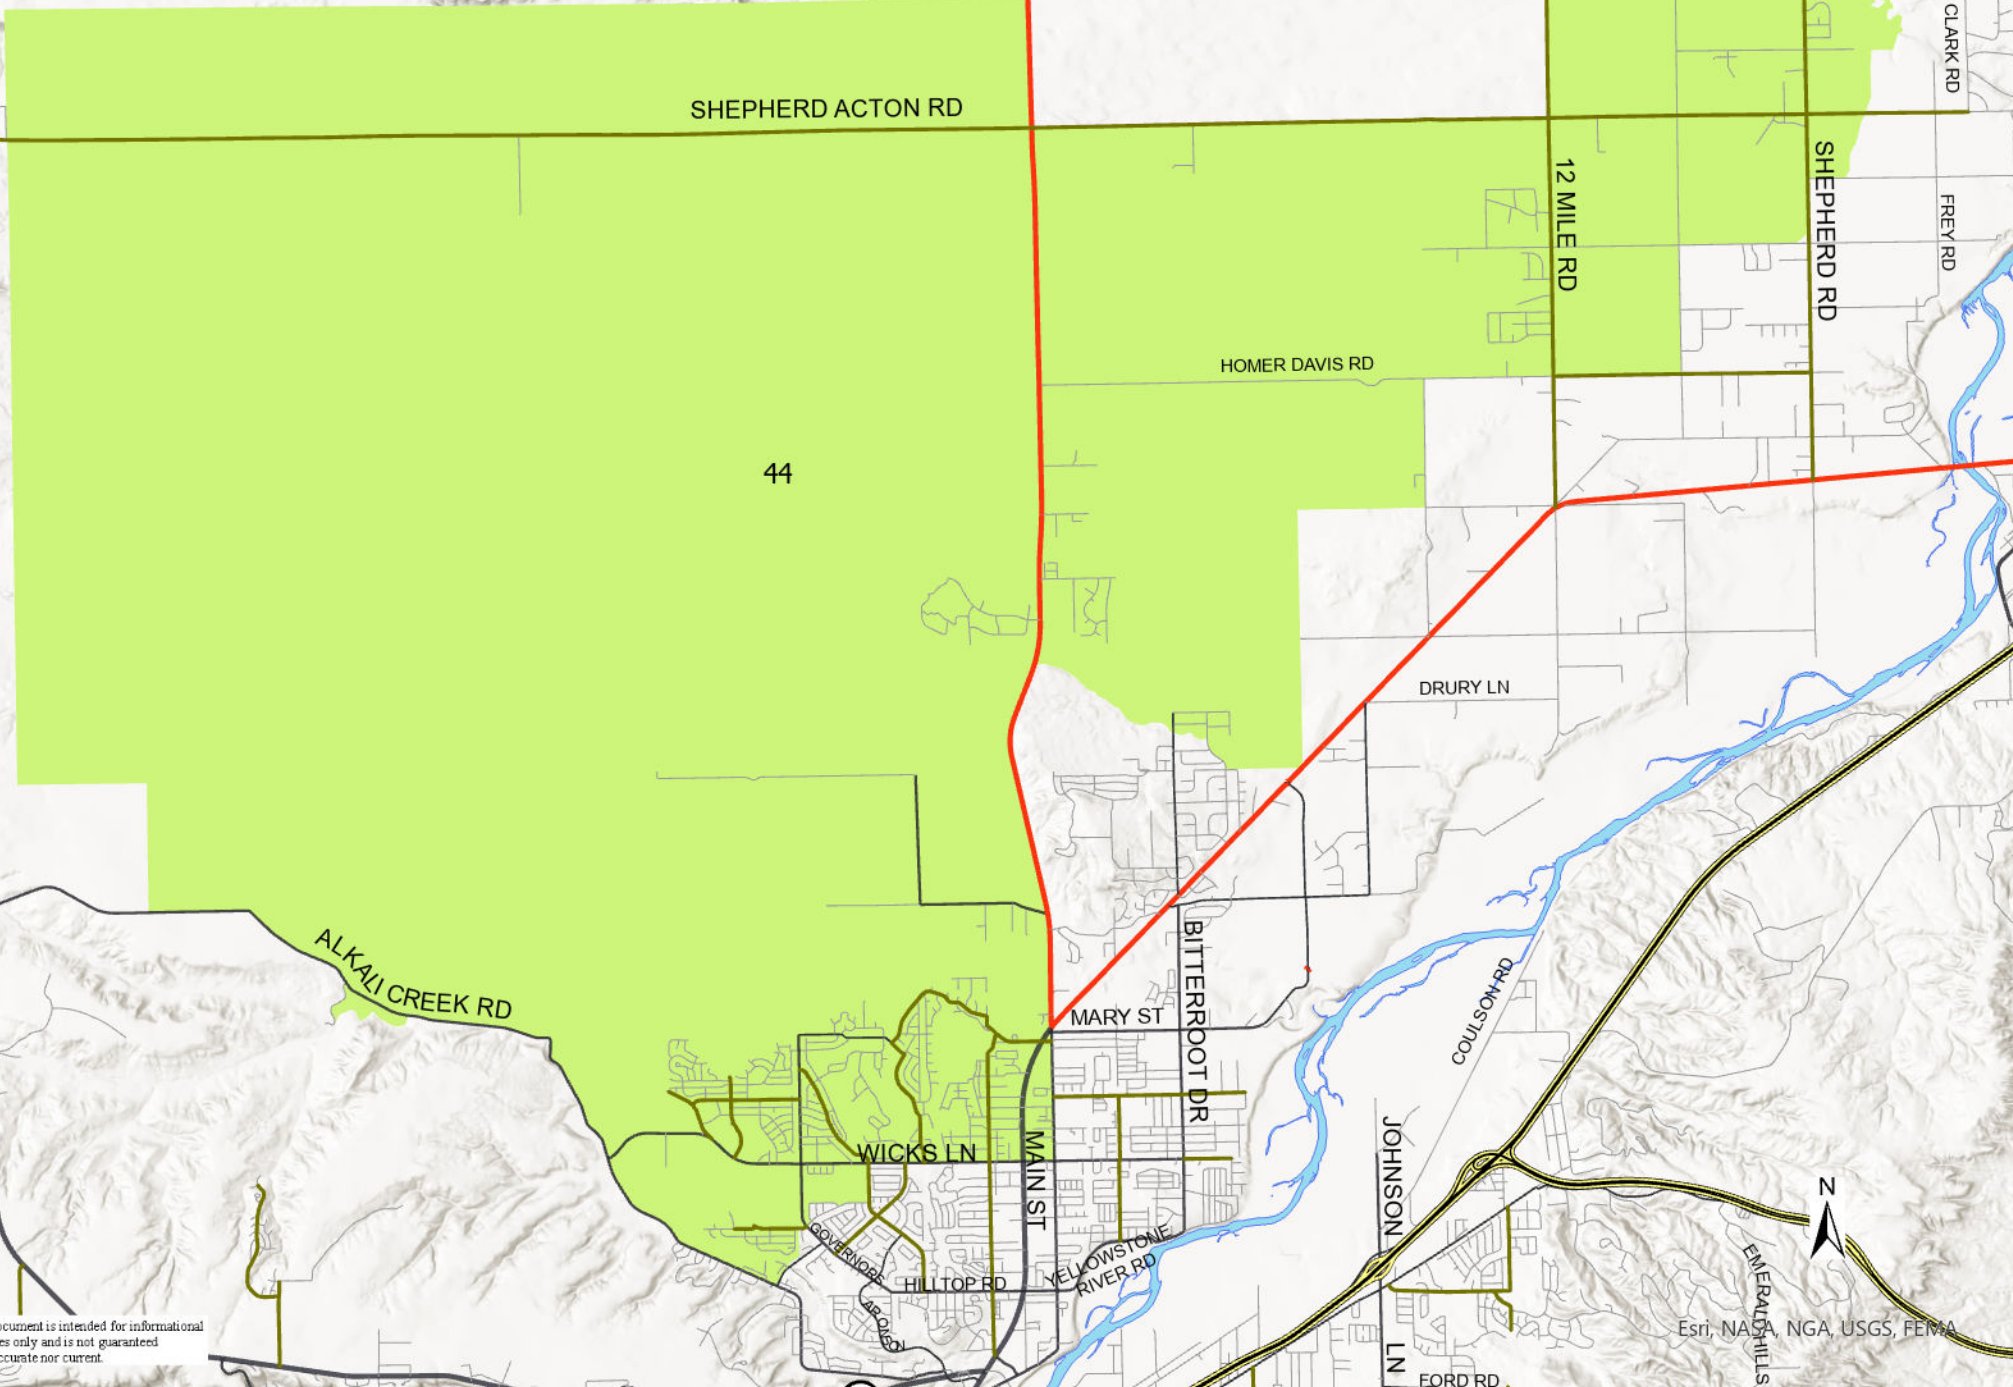 CLARK RD
SHEPHERD ACTON RD
12 MILE RD
SHEPHERD RD
FREY RD
HOMER DAVIS RD
44
DRURY LN
ALKALI CREEK RD
MARY ST
BITTERROOT DR
COULSON RD
WICKS LN
MAIN ST
JOHNSON
LN
GOVERNORS
YELLOWSTONE
RIVER RD
HILLTOP RD
N
EMERALD HILLS
ocument is intended for informational
es only and is not guaranteed
ccurate nor current.
Esri, NASA, NGA, USGS, FEMA
FORD RD